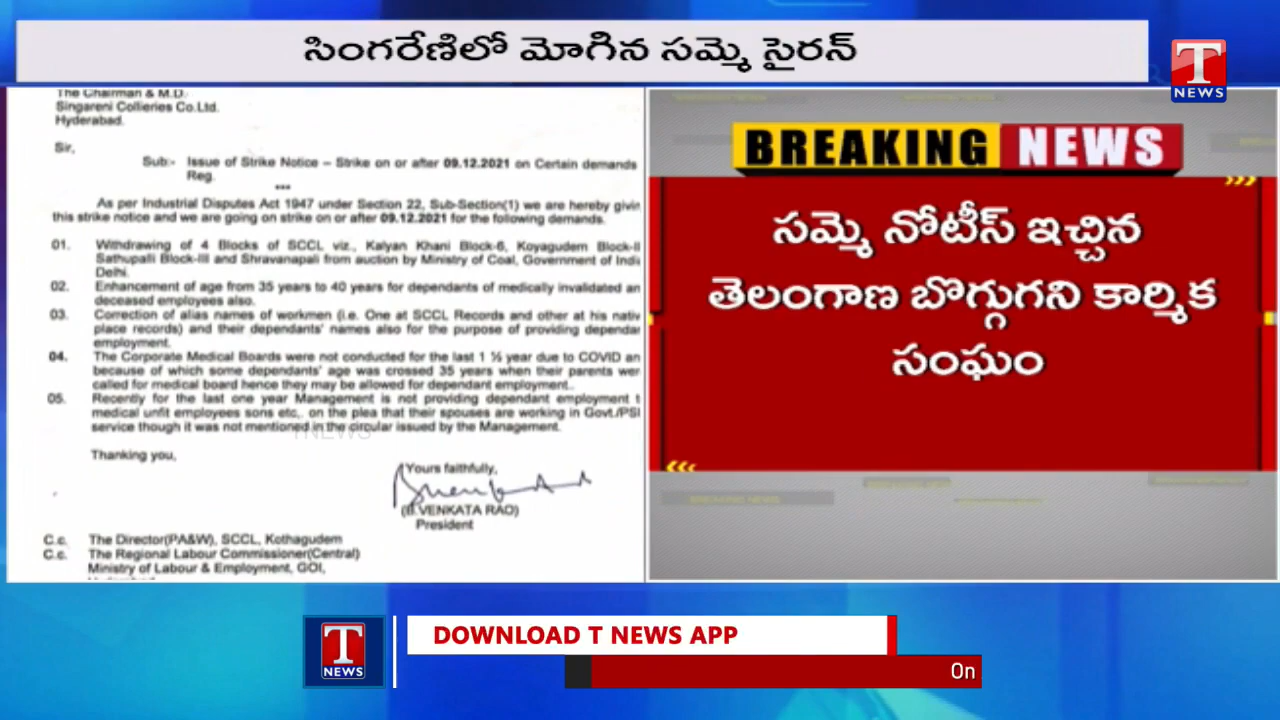 సింగరేణిలో మోగిన సమ్మె సైరన్
T
NEWS
The Chairman & M.D.
Singareni Collieries Co.Ltd.
Hyderabad.
Sir,
Sub:- Issue of Strike Notice – Strike on or after 09.12.2021 on Certain demands
Reg.
***
As per Industrial Disputes Act 1947 under Section 22, Sub-Section(1) we are hereby givin
this strike notice and we are going on strike on or after 09.12.2021 for the following demands.
01. Withdrawing of 4 Blocks of SCCL viz., Kalyan Khani Block-6, Koyagudem Block-II
Sathupalli Block-III and Shravanapali from auction by Ministry of Coal, Government of India
Delhi.
02. Enhancement of age from 35 years to 40 years for dependants of medically invalidated an
deceased employees also.
03. Correction of alias names of workmen (i.e. One at SCCL Records and other at his nativ
place records) and their dependants' names also for the purpose of providing dependan
employment.
04. The Corporate Medical Boards were not conducted for the last 1 ½ year due to COVID an
because of which some dependants' age was crossed 35 years when their parents wer
called for medical board hence they may be allowed for dependant employment..
05. Recently for the last one year Management is not providing dependant employment t
medical unfit employees sons etc,. on the plea that their spouses are working in Govt./PSU
service though it was not mentioned in the circular issued by the Management.
TNEWS
Thanking you,
Yours faithfully,
(B.VENKATA RAO)
President
C.c. The Director(PA&W), SCCL, Kothagudem
C.c. The Regional Labour Commissioner(Central)
Ministry of Labour & Employment, GOI,
BREAKING NEWS
సమ్మె నోటీస్ ఇచ్చిన
తెలంగాణ బొగ్గుగని కార్మిక
సంఘం
T
NEWS
DOWNLOAD T NEWS APP
On